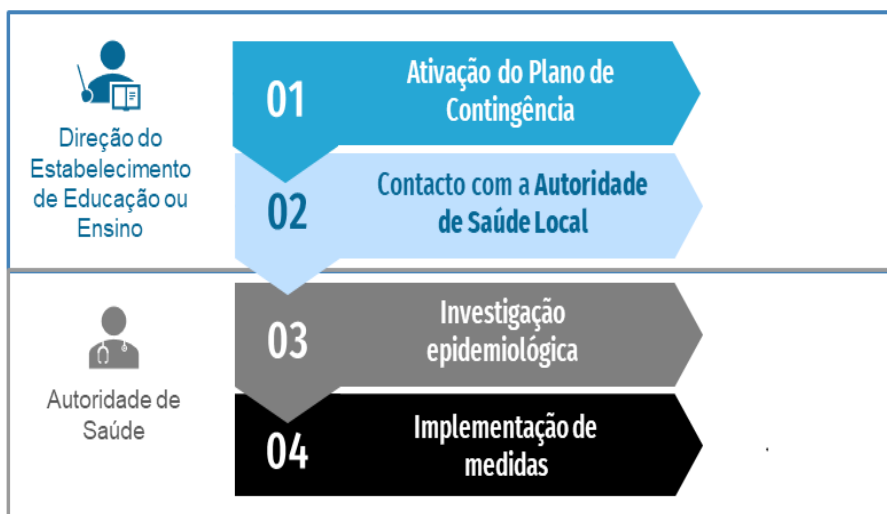 Direção do
Estabelecimento
de Educação ou
Ensino
01
Ativação do Plano de
Contingência
02
Contacto com a Autoridade
de Saúde Local
Autoridade de
Saúde
03
Investigação
epidemiológica
04
Implementação de
medidas
.